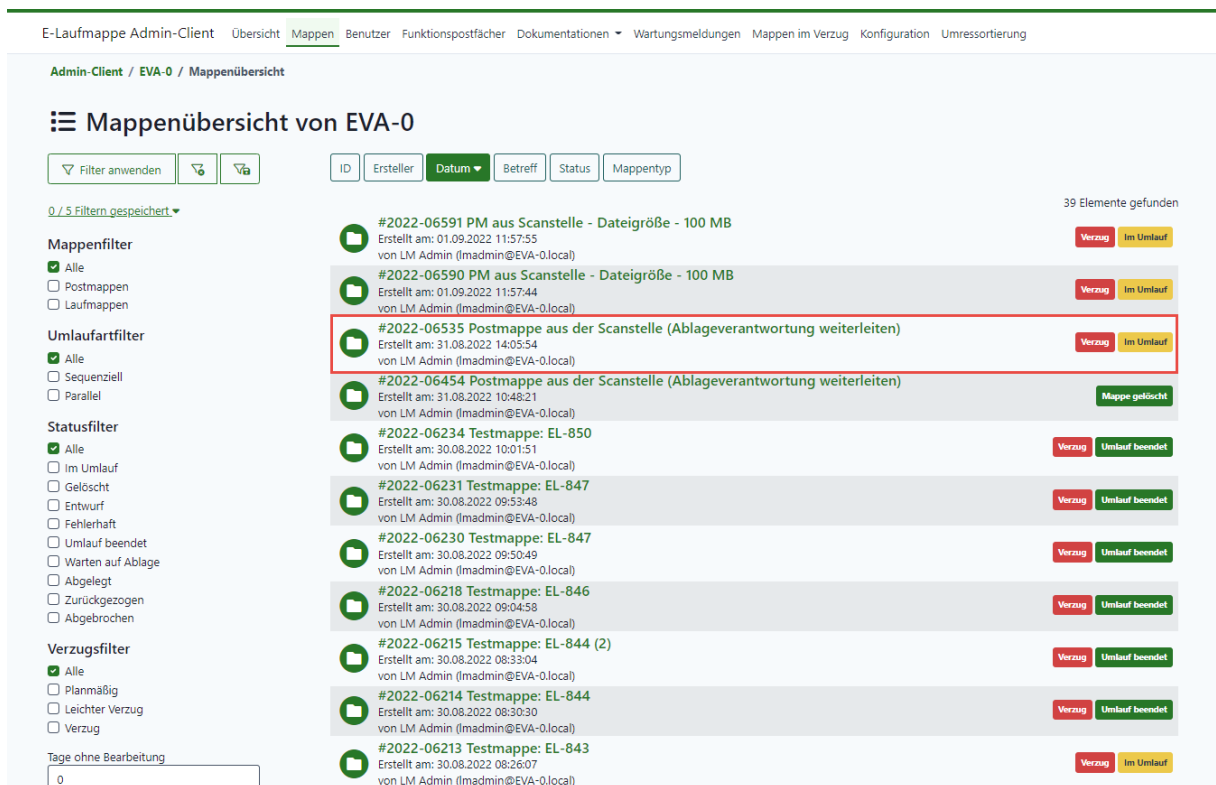 E-Laufmappe Admin-Client Übersicht Mappen Benutzer Funktionspostfächer Dokumentationen Wartungsmeldungen Mappen im Verzug Konfiguration Umressortierung
Admin-Client / EVA-0 / Mappenübersicht
Mappenübersicht von EVA-0
Filter anwenden
ID Ersteller Datum Betreff Status Mappentyp
0 / 5 Filtern gespeichert
39 Elemente gefunden
Mappenfilter
Alle
Postmappen
Laufmappen
Umlaufartfilter
Alle
Sequenziell
Parallel
Statusfilter
Alle
Im Umlauf
Gelöscht
Entwurf
Fehlerhaft
Umlauf beendet
Warten auf Ablage
Abgelegt
Zurückgezogen
Abgebrochen
Verzugsfilter
Alle
Planmäßig
Leichter Verzug
Verzug
Tage ohne Bearbeitung
0
#2022-06591 PM aus Scanstelle - Dateigröße - 100 MB
Erstellt am: 01.09.2022 11:57:55
von LM Admin (lmadmin@EVA-0.local)
Verzug Im Umlauf
#2022-06590 PM aus Scanstelle - Dateigröße - 100 MB
Erstellt am: 01.09.2022 11:57:44
von LM Admin (lmadmin@EVA-0.local)
Verzug Im Umlauf
#2022-06535 Postmappe aus der Scanstelle (Ablageverantwortung weiterleiten)
Erstellt am: 31.08.2022 14:05:54
von LM Admin (lmadmin@EVA-0.local)
Verzug Im Umlauf
#2022-06454 Postmappe aus der Scanstelle (Ablageverantwortung weiterleiten)
Erstellt am: 31.08.2022 10:48:21
von LM Admin (lmadmin@EVA-0.local)
Mappe gelöscht
#2022-06234 Testmappe: EL-850
Erstellt am: 30.08.2022 10:01:51
von LM Admin (lmadmin@EVA-0.local)
Verzug Umlauf beendet
#2022-06231 Testmappe: EL-847
Erstellt am: 30.08.2022 09:53:48
von LM Admin (lmadmin@EVA-0.local)
Verzug Umlauf beendet
#2022-06230 Testmappe: EL-847
Erstellt am: 30.08.2022 09:50:49
von LM Admin (lmadmin@EVA-0.local)
Verzug Umlauf beendet
#2022-06218 Testmappe: EL-846
Erstellt am: 30.08.2022 09:04:58
von LM Admin (lmadmin@EVA-0.local)
Verzug Umlauf beendet
#2022-06215 Testmappe: EL-844 (2)
Erstellt am: 30.08.2022 08:33:04
von LM Admin (lmadmin@EVA-0.local)
Verzug Umlauf beendet
#2022-06214 Testmappe: EL-844
Erstellt am: 30.08.2022 08:30:30
von LM Admin (lmadmin@EVA-0.local)
Verzug Umlauf beendet
#2022-06213 Testmappe: EL-843
Erstellt am: 30.08.2022 08:26:07
von LM Admin (lmadmin@EVA-0.local)
Verzug Im Umlauf